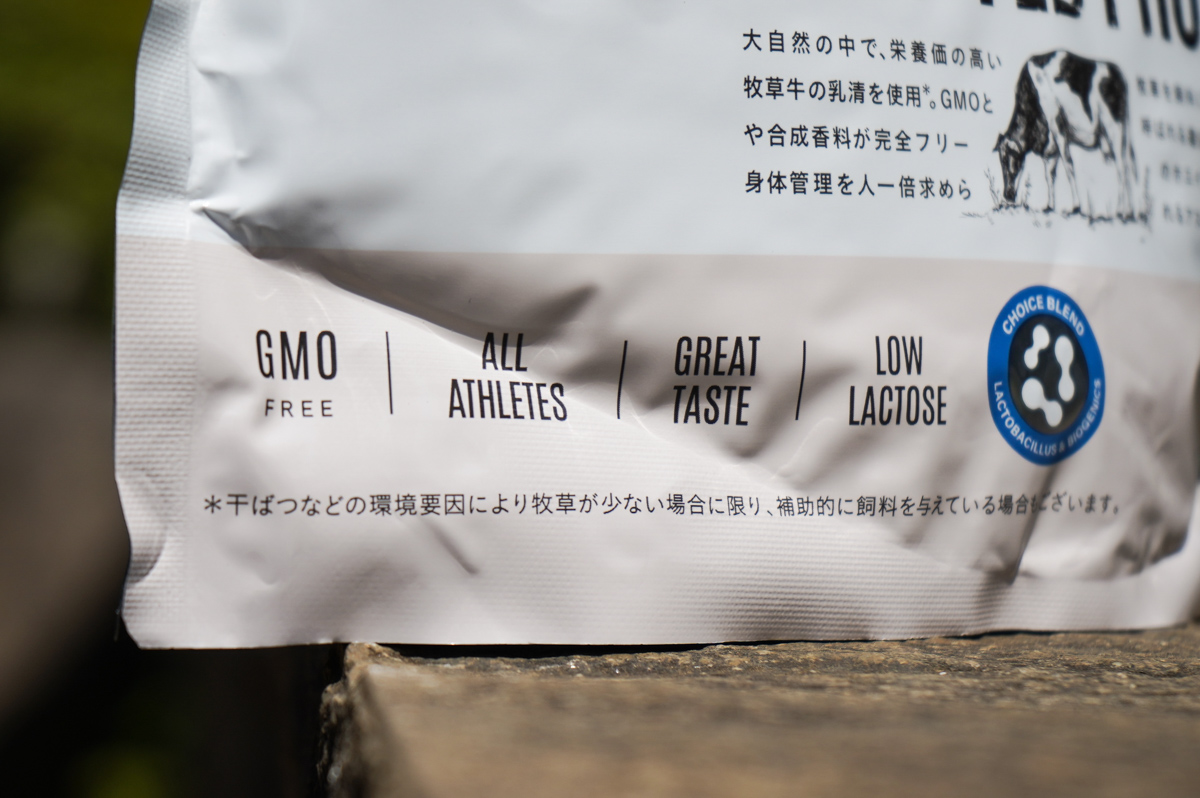 大自然の中で、栄養価の高い
牧草牛の乳清を使用*。GMOと
や合成香料が完全フリー
身体管理を人一倍求めら
GMO
FREE
ALL
ATHLETES
GREAT
TASTE
LOW
LACTOSE
CHOICE BLEND
LACTOBACILLUS & BIOGENICS
＊干ばつなどの環境要因により牧草が少ない場合に限り、補助的に飼料を与えている場合もございます。